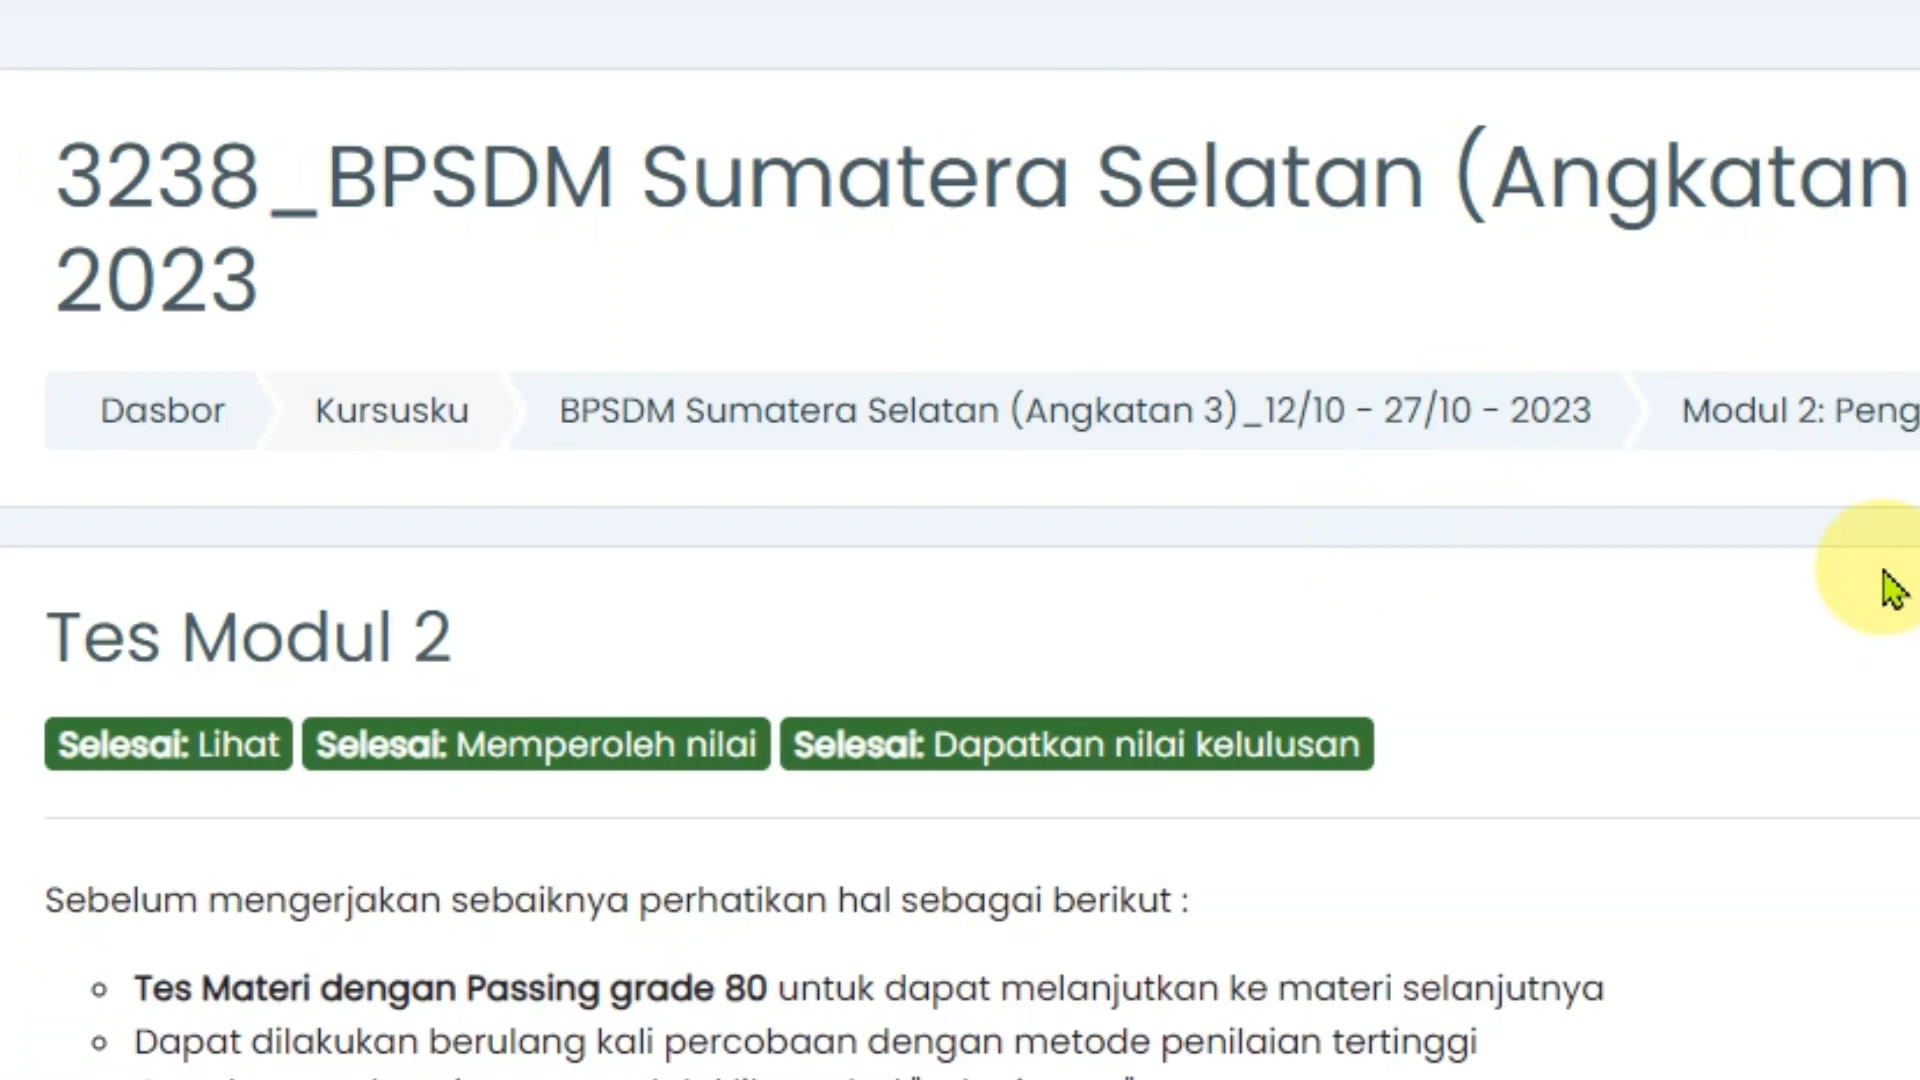 3238_BPSDM Sumatera Selatan (Angkatan
2023
Dasbor Kursusku BPSDM Sumatera Selatan (Angkatan 3)_12/10 - 27/10 - 2023 Modul 2: Peng
Tes Modul 2
Selesai: Lihat Selesai: Memperoleh nilai Selesai: Dapatkan nilai kelulusan
Sebelum mengerjakan sebaiknya perhatikan hal sebagai berikut :
Tes Materi dengan Passing grade 80 untuk dapat melanjutkan ke materi selanjutnya
Dapat dilakukan berulang kali percobaan dengan metode penilaian tertinggi